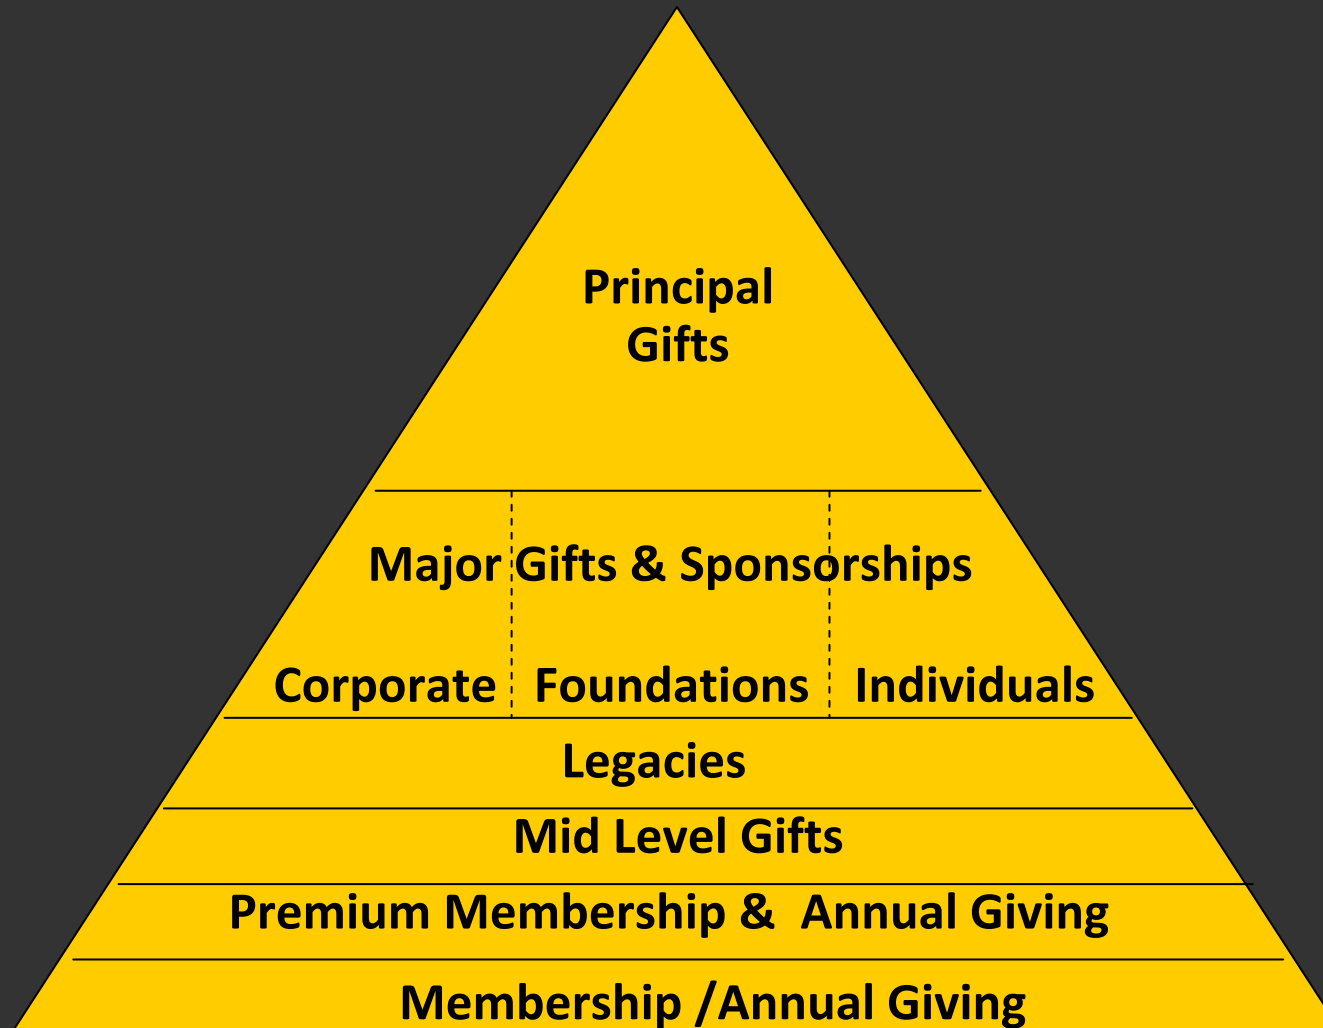 Principal
Gifts
Major Gifts & Sponsorships
Corporate Foundations Individuals
Legacies
Mid Level Gifts
Premium Membership &  Annual Giving
Membership /Annual Giving